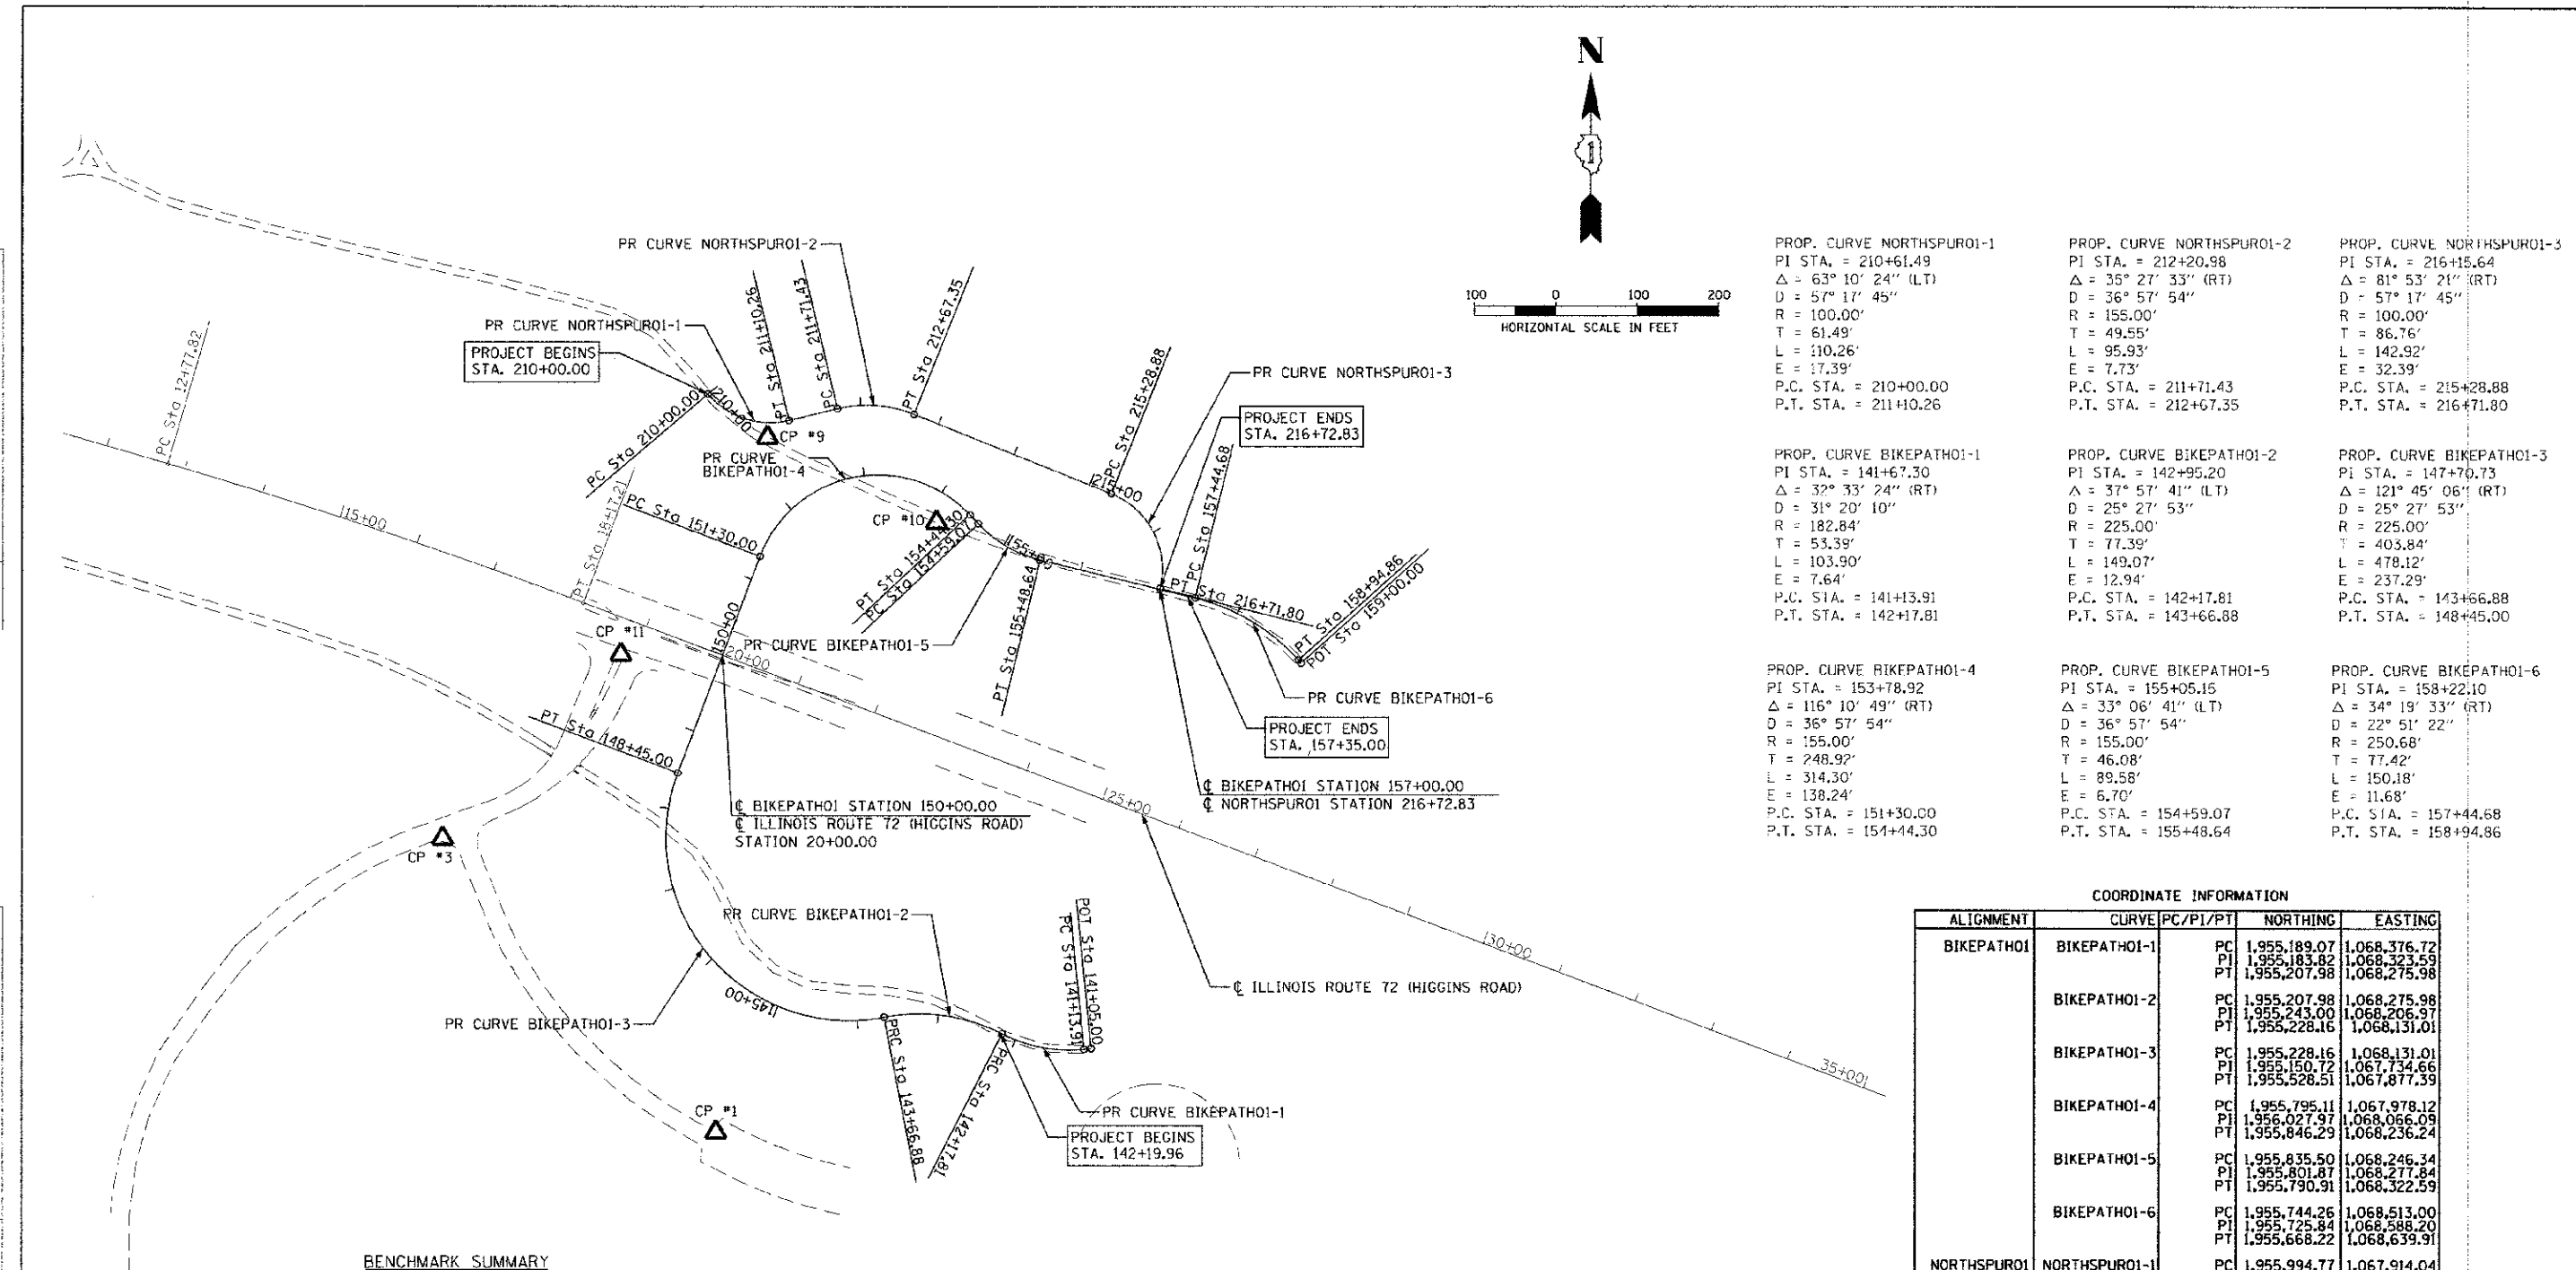 N
1
100 0 100 200
HORIZONTAL SCALE IN FEET
PR CURVE NORTHSPUR01-2
PR CURVE NORTHSPUR01-1
PROJECT BEGINS
STA. 210+00.00
PC Sta 12+77.82
PC Sta 210+00.00
210+00
PT Sta 211+10.26
PC Sta 211+71.43
PT Sta 212+67.35
PC Sta 215+28.88
215+00
PR CURVE NORTHSPUR01-3
PROJECT ENDS
STA. 216+72.83
CP #9
PR CURVE
BIKEPATH01-4
CP #10
PC Sta 151+30.00
PT Sta 18+17.21
115+00
PT Sta 154+44.30
PC Sta 154+59.07
155+00
PT Sta 155+48.64
PC Sta 157+44.68
PT Sta 216+71.80
PT Sta 158+94.86
POT Sta 159+00.00
CP #11
150+00
20+00
PR CURVE BIKEPATH01-5
PR CURVE BIKEPATH01-6
PROJECT ENDS
STA. 157+35.00
PT Sta 148+45.00
℄ BIKEPATH01 STATION 157+00.00
℄ NORTHSPUR01 STATION 216+72.83
℄ BIKEPATH01 STATION 150+00.00
℄ ILLINOIS ROUTE 72 (HIGGINS ROAD)
STATION 20+00.00
125+00
CP #3
PR CURVE BIKEPATH01-2
POT Sta 141+05.00
PC Sta 141+13.91
130+00
℄ ILLINOIS ROUTE 72 (HIGGINS ROAD)
145+00
PR CURVE BIKEPATH01-3
PRC Sta 143+66.88
PRC Sta 142+17.81
35+00
CP #1
PR CURVE BIKEPATH01-1
PROJECT BEGINS
STA. 142+19.96
BENCHMARK SUMMARY
PROP. CURVE NORTHSPUR01-1
PI STA. = 210+61.49
Δ = 63° 10' 24" (LT)
D = 57° 17' 45"
R = 100.00'
T = 61.49'
L = 110.26'
E = 17.39'
P.C. STA. = 210+00.00
P.T. STA. = 211+10.26
PROP. CURVE NORTHSPUR01-2
PI STA. = 212+20.98
Δ = 35° 27' 33" (RT)
D = 36° 57' 54"
R = 155.00'
T = 49.55'
L = 95.93'
E = 7.73'
P.C. STA. = 211+71.43
P.T. STA. = 212+67.35
PROP. CURVE NORTHSPUR01-3
PI STA. = 216+15.64
Δ = 81° 53' 21" (RT)
D = 57° 17' 45"
R = 100.00'
T = 86.76'
L = 142.92'
E = 32.39'
P.C. STA. = 215+28.88
P.T. STA. = 216+71.80
PROP. CURVE BIKEPATH01-1
PI STA. = 141+67.30
Δ = 32° 33' 24" (RT)
D = 31° 20' 10"
R = 182.84'
T = 53.39'
L = 103.90'
E = 7.64'
P.C. STA. = 141+13.91
P.T. STA. = 142+17.81
PROP. CURVE BIKEPATH01-2
PI STA. = 142+95.20
Δ = 37° 57' 41" (LT)
D = 25° 27' 53"
R = 225.00'
T = 77.39'
L = 149.07'
E = 12.94'
P.C. STA. = 142+17.81
P.T. STA. = 143+66.88
PROP. CURVE BIKEPATH01-3
PI STA. = 147+70.73
Δ = 121° 45' 06" (RT)
D = 25° 27' 53"
R = 225.00'
T = 403.84'
L = 478.12'
E = 237.29'
P.C. STA. = 143+66.88
P.T. STA. = 148+45.00
PROP. CURVE BIKEPATH01-4
PI STA. = 153+78.92
Δ = 116° 10' 49" (RT)
D = 36° 57' 54"
R = 155.00'
T = 248.92'
L = 314.30'
E = 138.24'
P.C. STA. = 151+30.00
P.T. STA. = 154+44.30
PROP. CURVE BIKEPATH01-5
PI STA. = 155+05.15
Δ = 33° 06' 41" (LT)
D = 36° 57' 54"
R = 155.00'
T = 46.08'
L = 89.58'
E = 6.70'
P.C. STA. = 154+59.07
P.T. STA. = 155+48.64
PROP. CURVE BIKEPATH01-6
PI STA. = 158+22.10
Δ = 34° 19' 33" (RT)
D = 22° 51' 22"
R = 250.68'
T = 77.42'
L = 150.18'
E = 11.68'
P.C. STA. = 157+44.68
P.T. STA. = 158+94.86
COORDINATE INFORMATION
ALIGNMENT CURVE PC/PI/PT NORTHING EASTING
BIKEPATH01 BIKEPATH01-1 PC 1,955,189.07 1,068,376.72
PI 1,955,183.82 1,068,323.59
PT 1,955,207.98 1,068,275.98
BIKEPATH01-2 PC 1,955,207.98 1,068,275.98
PI 1,955,243.00 1,068,206.97
PT 1,955,228.16 1,068,131.01
BIKEPATH01-3 PC 1,955,228.16 1,068,131.01
PI 1,955,150.72 1,067,734.66
PT 1,955,528.51 1,067,877.39
BIKEPATH01-4 PC 1,955,795.11 1,067,978.12
PI 1,956,027.97 1,068,066.09
PT 1,955,846.29 1,068,236.24
BIKEPATH01-5 PC 1,955,835.50 1,068,246.34
PI 1,955,801.87 1,068,277.84
PT 1,955,790.91 1,068,322.59
BIKEPATH01-6 PC 1,955,744.26 1,068,513.00
PI 1,955,725.84 1,068,588.20
PT 1,955,668.22 1,068,639.91
NORTHSPUR01 NORTHSPUR01-1 PC 1,955,994.77 1,067,914.04